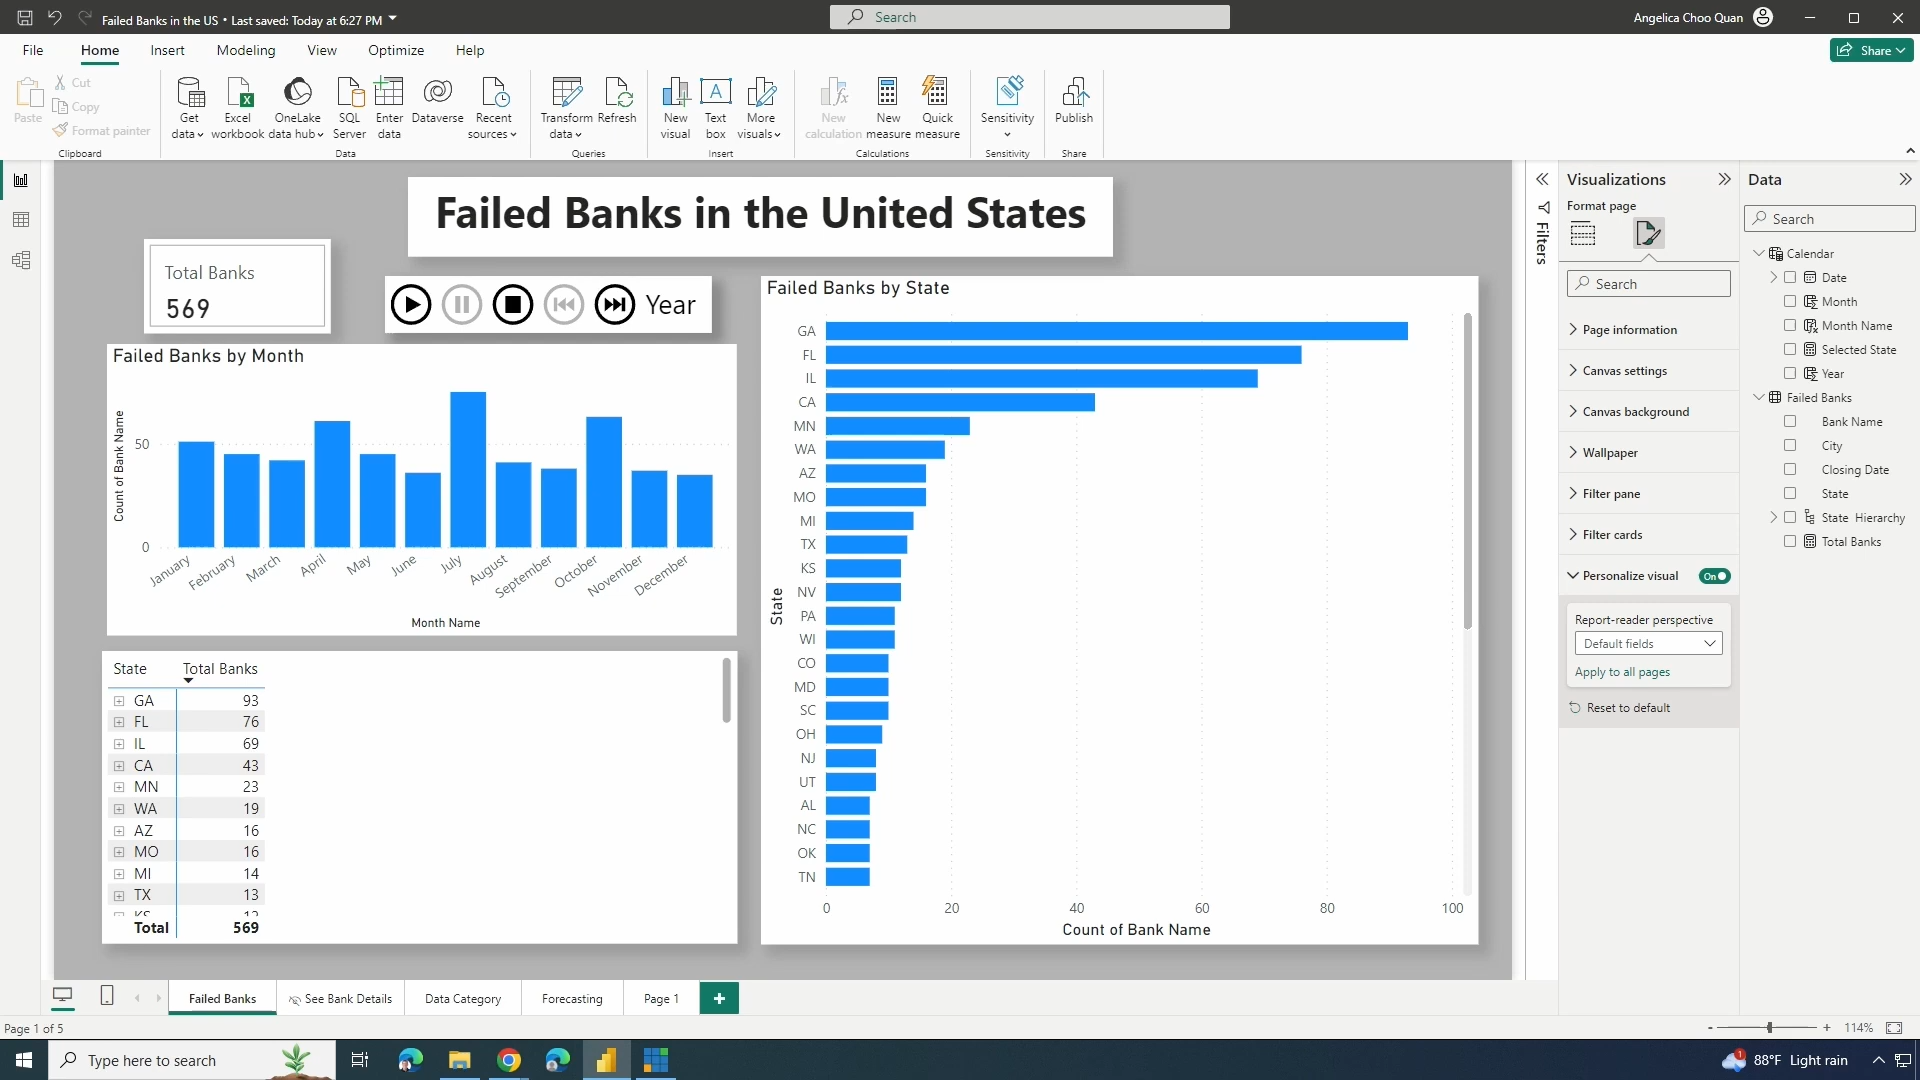 Failed Banks in the US • Last saved: Today at 6:27 PM
Search
Angelica Choo Quan
File
Home
Insert
Modeling
View
Optimize
Help
Share
Paste
Cut
Copy
Format painter
Get data
Excel workbook
OneLake data hub
SQL Server
Enter data
Dataverse
Recent sources
Transform data
Refresh
New visual
Text box
More visuals
New calculation
New measure
Quick measure
Sensitivity
Publish
Clipboard
Data
Queries
Insert
Calculations
Sensitivity
Share
Failed Banks in the United States
Total Banks
569
Year
Failed Banks by Month
Count of Bank Name
50
0
January
February
March
April
May
June
July
August
September
October
November
December
Month Name
State Total Banks
GA 93
FL 76
IL 69
CA 43
MN 23
WA 19
AZ 16
MO 16
MI 14
TX 13
KS 12
Total 569
Failed Banks by State
State
GA
FL
IL
CA
MN
WA
AZ
MO
MI
TX
KS
NV
PA
WI
CO
MD
SC
OH
NJ
UT
AL
NC
OK
TN
0 20 40 60 80 100
Count of Bank Name
Filters
Visualizations
Format page
Search
Page information
Canvas settings
Canvas background
Wallpaper
Filter pane
Filter cards
Personalize visual
On
Report-reader perspective
Default fields
Apply to all pages
Reset to default
Data
Search
Calendar
Date
Month
Month Name
Selected State
Year
Failed Banks
Bank Name
City
Closing Date
State
State Hierarchy
Total Banks
Failed Banks
See Bank Details
Data Category
Forecasting
Page 1
Page 1 of 5
- + 114%
Type here to search
1
88°F Light rain